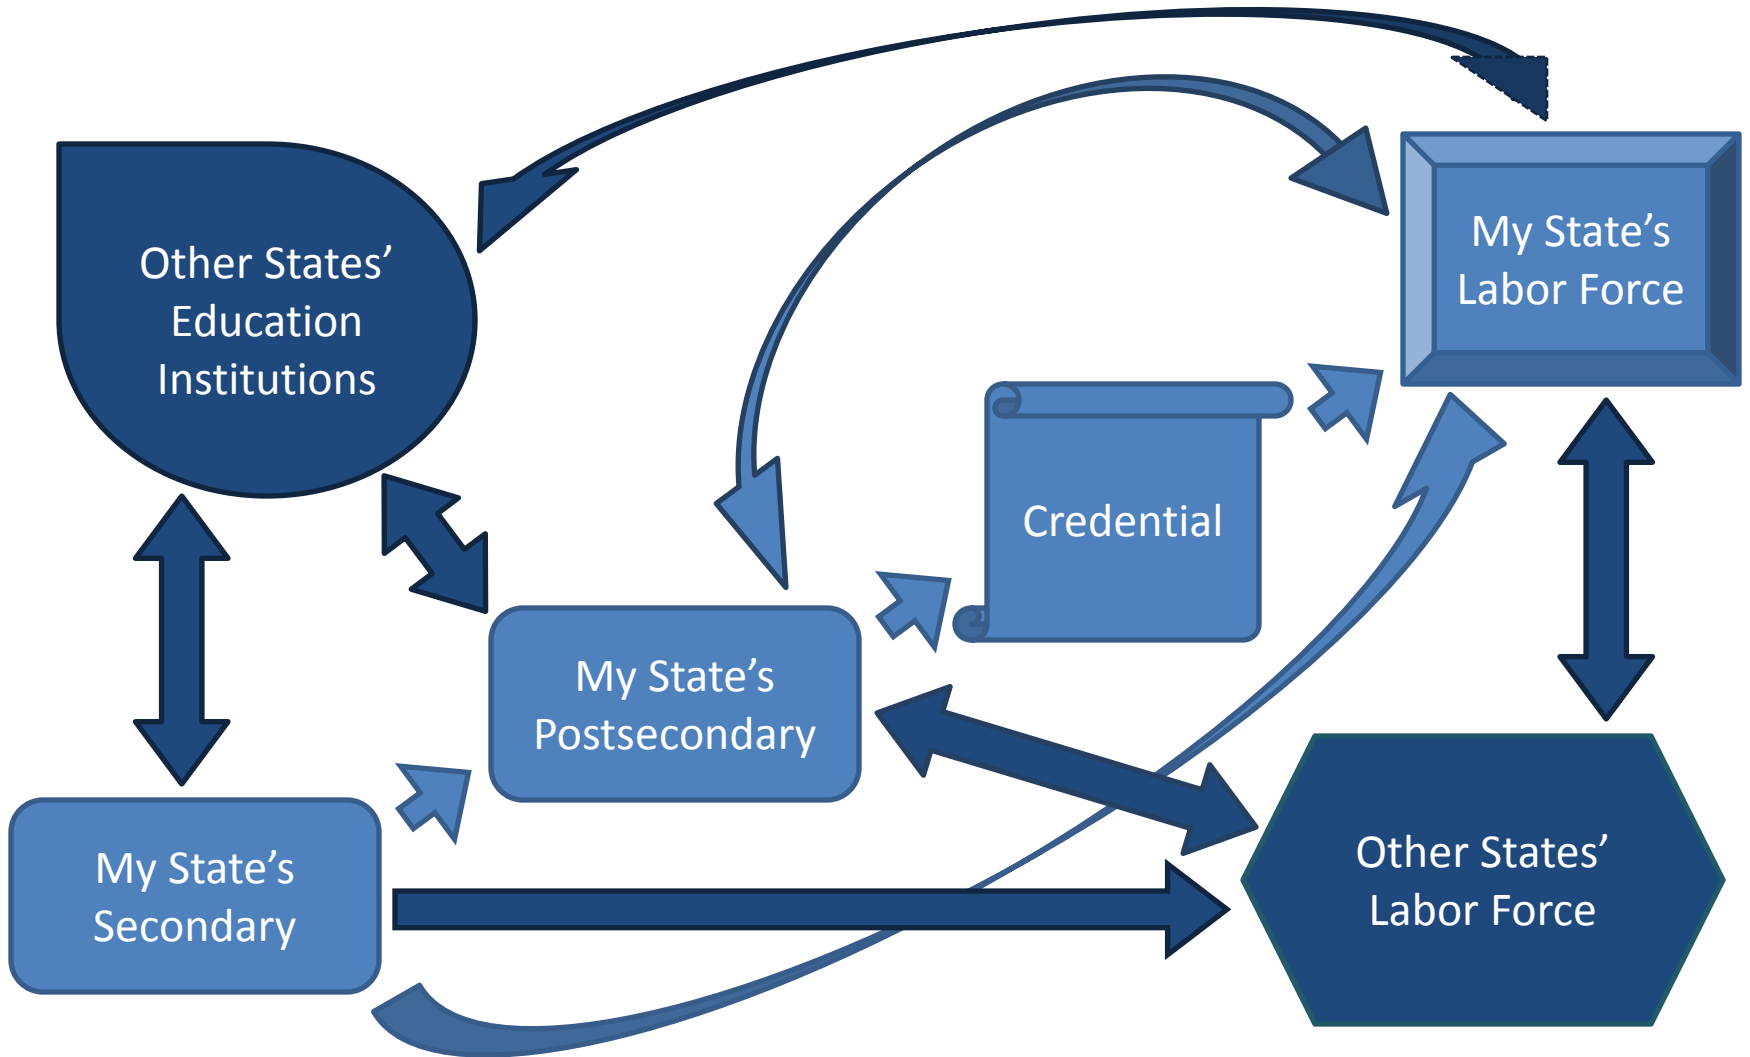 Other States’
Education
Institutions
My State’s
Labor Force
Credential
My State’s
Postsecondary
My State’s
Secondary
Other States’
Labor Force